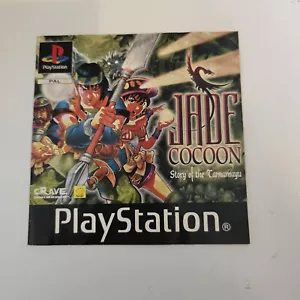 PlayStation
PAL
JADE
COCOON
Story of the Tamamayu
CRAVE
PlayStation®